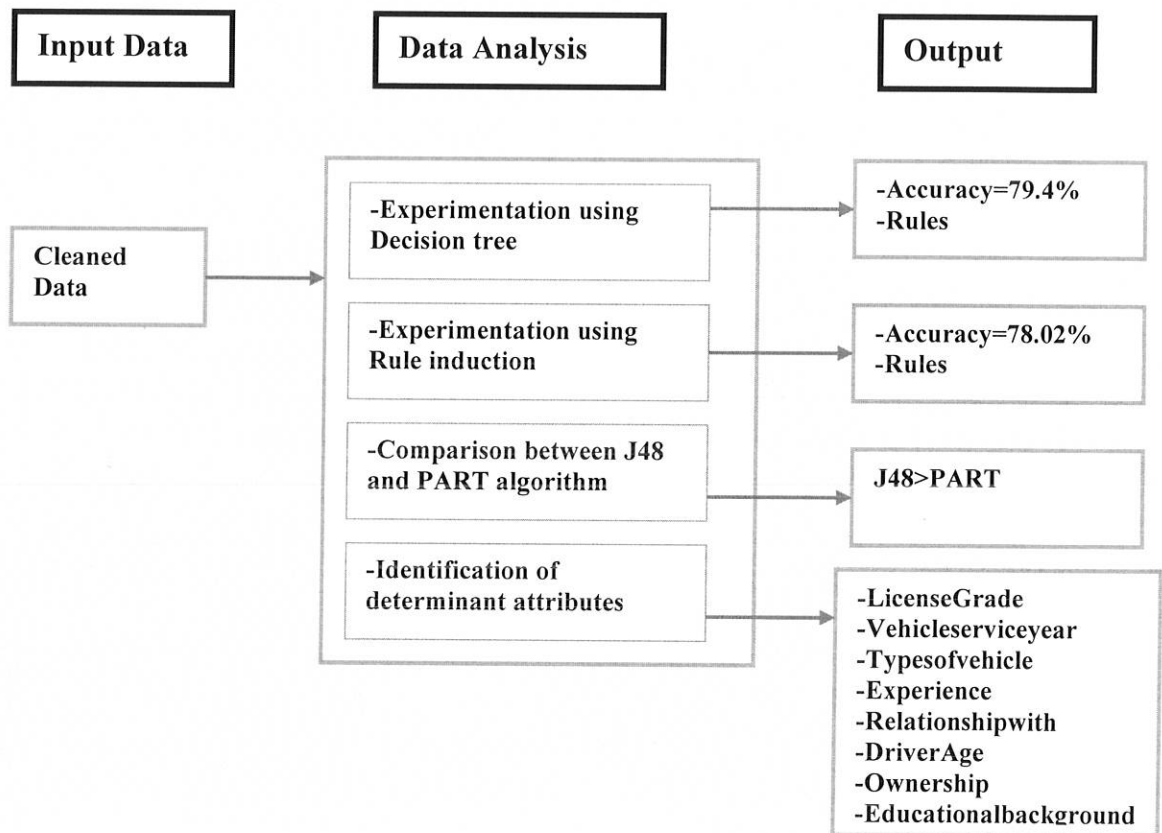 Input Data
Data Analysis
Output
Cleaned
Data
-Experimentation using
Decision tree
-Accuracy=79.4%
-Rules
-Experimentation using
Rule induction
-Accuracy=78.02%
-Rules
-Comparison between J48
and PART algorithm
J48>PART
-Identification of
determinant attributes
-LicenseGrade
-Vehicleserviceyear
-Typesofvehicle
-Experience
-Relationshipwith
-DriverAge
-Ownership
-Educationalbackground